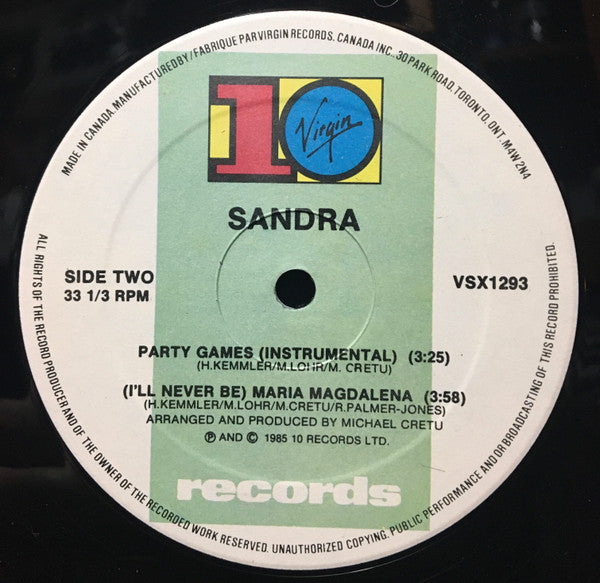 MADE IN CANADA. MANUFACTURED BY/FABRIQUE PAR VIRGIN RECORDS. CANADA INC. 30 PARK ROAD, TORONTO, ONT. M4W 2N4
10
Virgin
SANDRA
SIDE TWO
33 1/3 RPM
VSX1293
PARTY GAMES (INSTRUMENTAL) (3:25)
(H.KEMMLER/M.LOHR/M. CRETU)
(I'LL NEVER BE) MARIA MAGDALENA (3:58)
(H.KEMMLER/M.LOHR/M.CRETU/R.PALMER-JONES)
ARRANGED AND PRODUCED BY MICHAEL CRETU
℗ AND © 1985 10 RECORDS LTD.
records
ALL RIGHTS OF THE RECORD PRODUCER AND OF THE OWNER OF THE RECORDED WORK RESERVED. UNAUTHORIZED COPYING, PUBLIC PERFORMANCE AND/OR BROADCASTING OF THIS RECORD PROHIBITED.